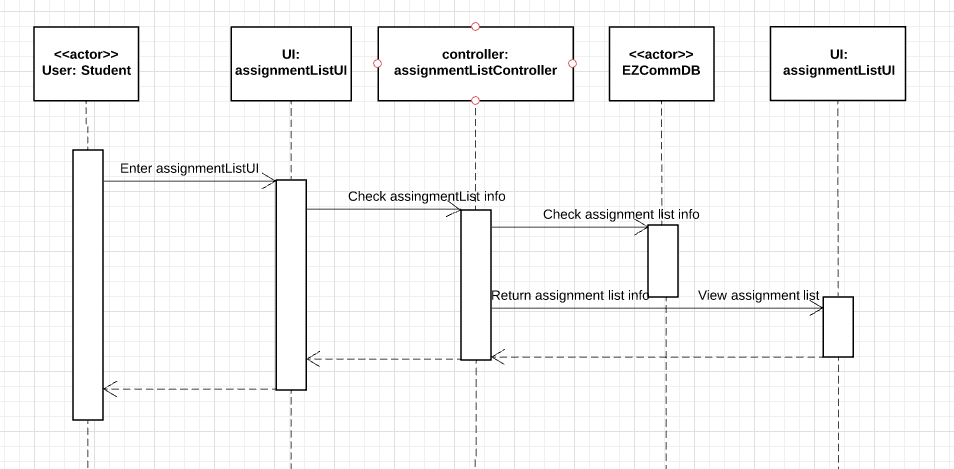 <<actor>>
User: Student
UI:
assignmentListUI
controller:
assignmentListController
<<actor>>
EZCommDB
UI:
assignmentListUI
Enter assignmentListUI
Check assingmentList info
Check assignment list info
Return assignment list info
View assignment list